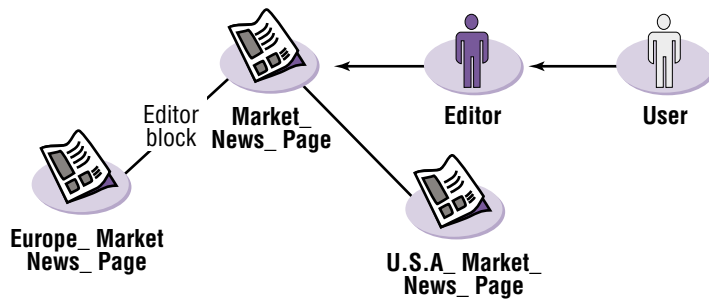 Editor
block
Market_
News_ Page
Editor
User
Europe_ Market
News_ Page
U.S.A_ Market_
News_ Page